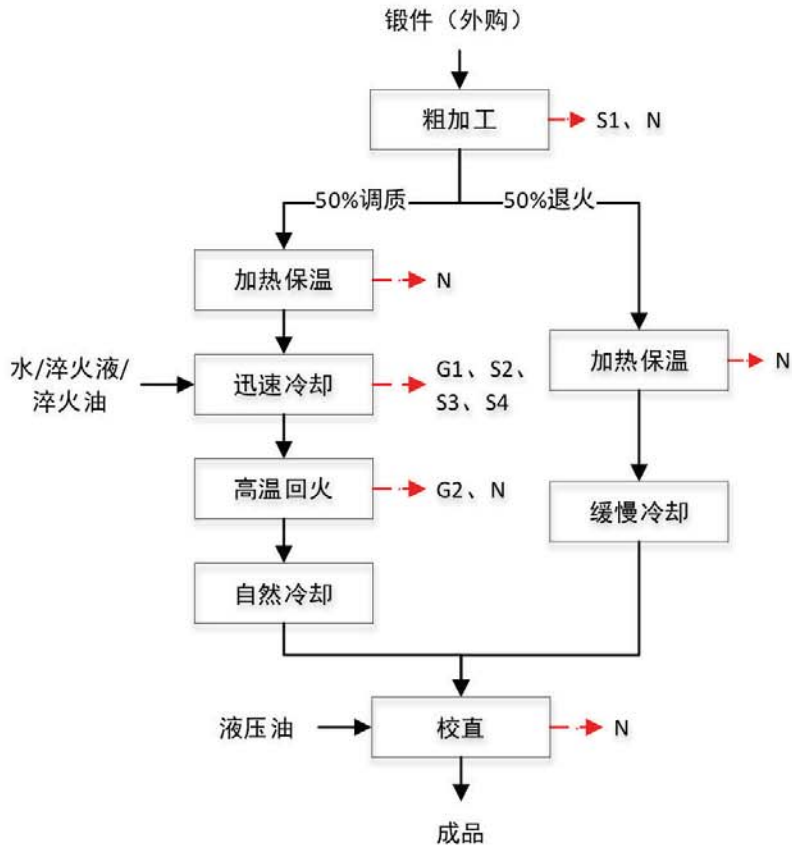 锻件（外购）
粗加工
S1、N
50%调质
50%退火
加热保温
N
水/淬火液/
淬火油
迅速冷却
G1、S2、
S3、S4
加热保温
N
高温回火
G2、N
缓慢冷却
自然冷却
液压油
校直
N
成品